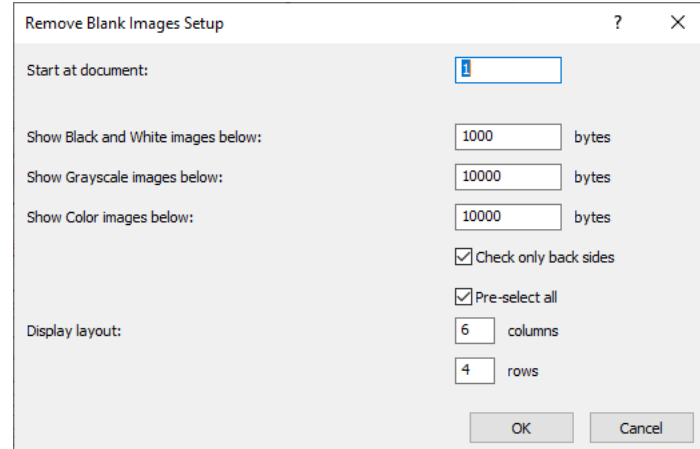 Remove Blank Images Setup ?
Start at document: 1
Show Black and White images below: 1000 bytes
Show Grayscale images below: 10000 bytes
Show Color images below: 10000 bytes
Check only back sides
Pre-select all
Display layout: 6 columns
4 rows
OK Cancel